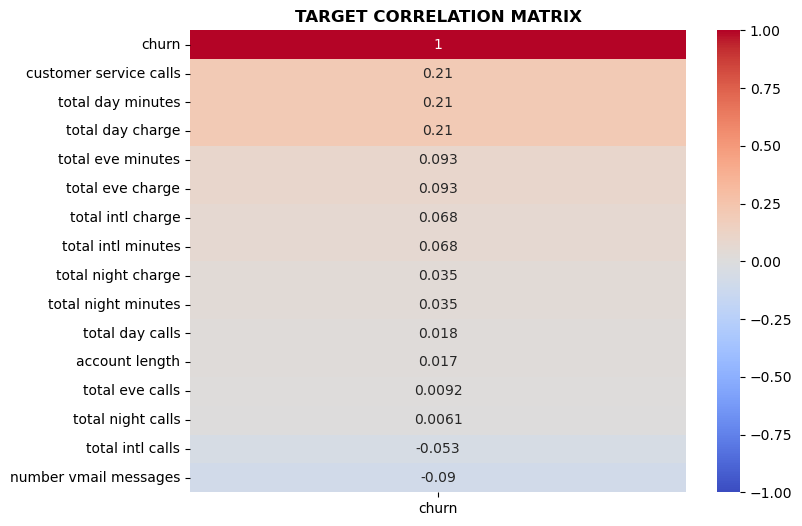 TARGET CORRELATION MATRIX
churn
1
customer service calls
0.21
total day minutes
0.21
total day charge
0.21
total eve minutes
0.093
total eve charge
0.093
total intl charge
0.068
total intl minutes
0.068
total night charge
0.035
total night minutes
0.035
total day calls
0.018
account length
0.017
total eve calls
0.0092
total night calls
0.0061
total intl calls
-0.053
number vmail messages
-0.09
churn
1.00
0.75
0.50
0.25
0.00
−0.25
−0.50
−0.75
−1.00